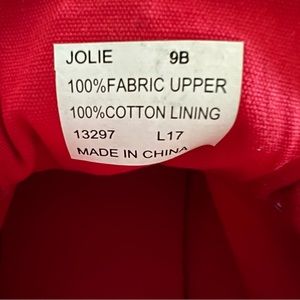 JOLIE 9B
100%FABRIC UPPER
100%COTTON LINING
13297 L17
MADE IN CHINA